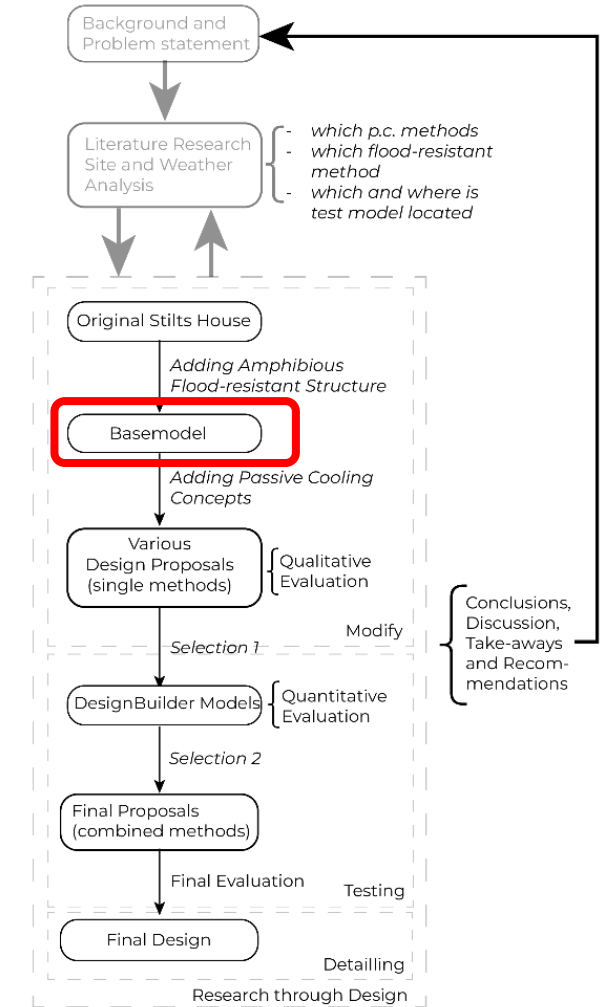 Background and
Problem statement
Literature Research
Site and Weather
Analysis
- which p.c. methods
- which flood-resistant
method
- which and where is
test model located
Original Stilts House
Adding Amphibious
Flood-resistant Structure
Basemodel
Adding Passive Cooling
Concepts
Various
Design Proposals
(single methods)
Qualitative
Evaluation
Modify
Selection 1
DesignBuilder Models
Quantitative
Evaluation
Selection 2
Final Proposals
(combined methods)
Final Evaluation
Testing
Final Design
Detailling
Research through Design
Conclusions,
Discussion,
Take-aways
and Recom-
mendations